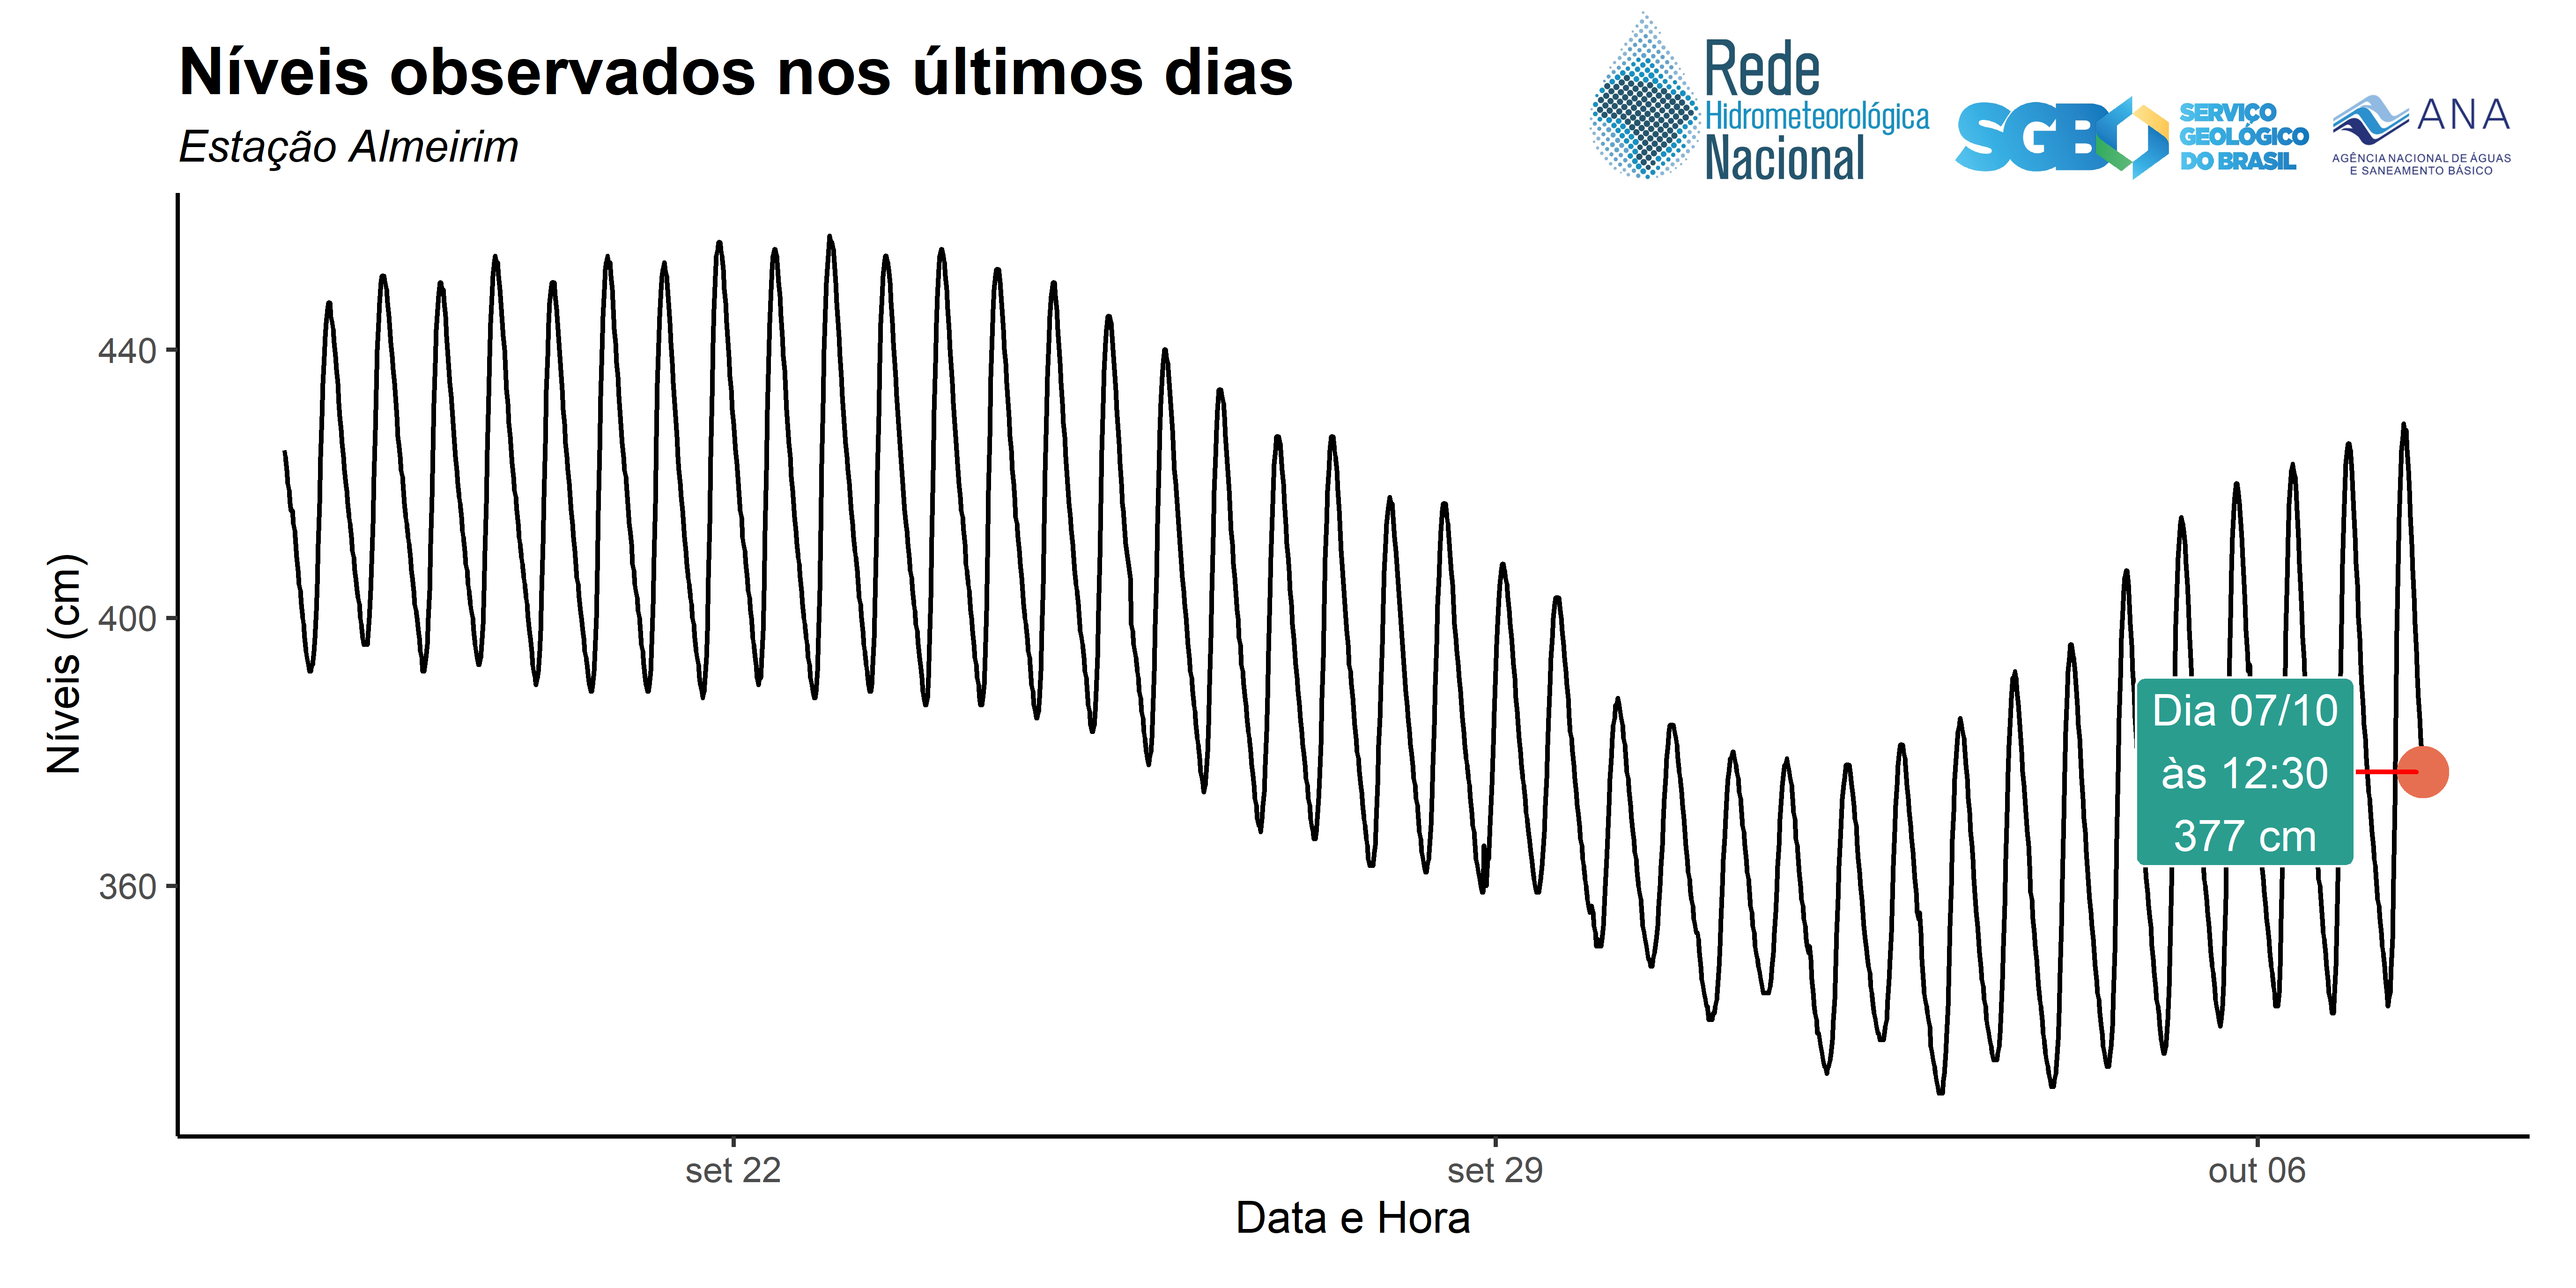 Níveis observados nos últimos dias
Estação Almeirim
Rede
Hidrometeorológica
Nacional
SGB
SERVIÇO
GEOLÓGICO
DO BRASIL
ANA
AGÊNCIA NACIONAL DE ÁGUAS
E SANEAMENTO BÁSICO
Níveis (cm)
440
400
360
Dia 07/10
às 12:30
377 cm
set 22
set 29
out 06
Data e Hora